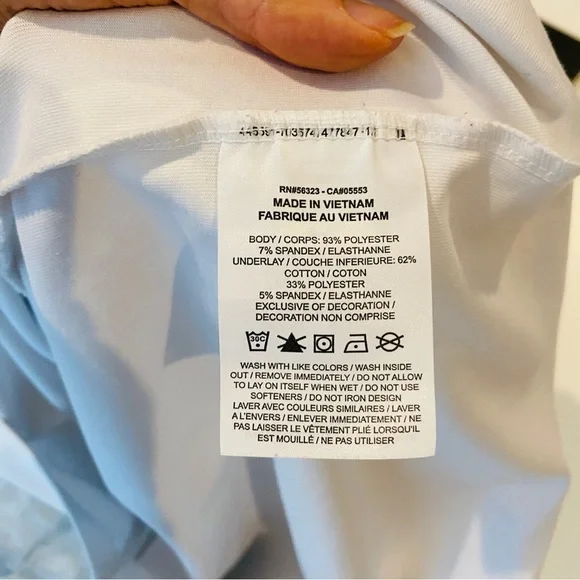 RN#56323 - CA#05553
MADE IN VIETNAM
FABRIQUE AU VIETNAM
BODY / CORPS: 93% POLYESTER
7% SPANDEX / ELASTHANNE
UNDERLAY / COUCHE INFERIEURE: 62%
COTTON / COTON
33% POLYESTER
5% SPANDEX / ELASTHANNE
EXCLUSIVE OF DECORATION /
DECORATION NON COMPRISE
30C
WASH WITH LIKE COLORS / WASH INSIDE
OUT / REMOVE IMMEDIATELY / DO NOT ALLOW
TO LAY ON ITSELF WHEN WET / DO NOT USE
SOFTENERS / DO NOT IRON DESIGN
LAVER AVEC COULEURS SIMILAIRES / LAVER
A L'ENVERS / ENLEVER IMMEDIATEMENT / NE
PAS LAISSER LE VÊTEMENT PLIÉ LORSQU'IL
EST MOUILLÉ / NE PAS UTILISER